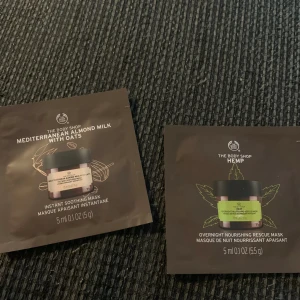 THE BODY SHOP
MEDITERRANEAN ALMOND MILK
WITH OATS
INSTANT SOOTHING MASK
MASQUE APAISANT INSTANTANÉ
5 ml 0.1 OZ (5g)
THE BODY SHOP
HEMP
OVERNIGHT NOURISHING RESCUE MASK
MASQUE DE NUIT NOURRISSANT APAISANT
5 ml 0.1 OZ (5.5g)